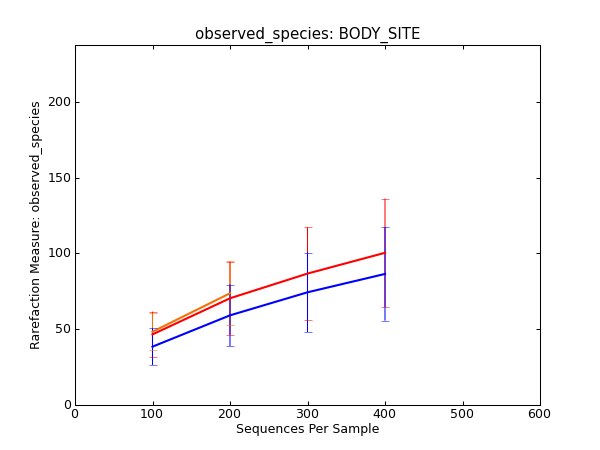 observed_species: BODY_SITE
Rarefaction Measure: observed_species
200
150
100
50
0
0 100 200 300 400 500 600
Sequences Per Sample